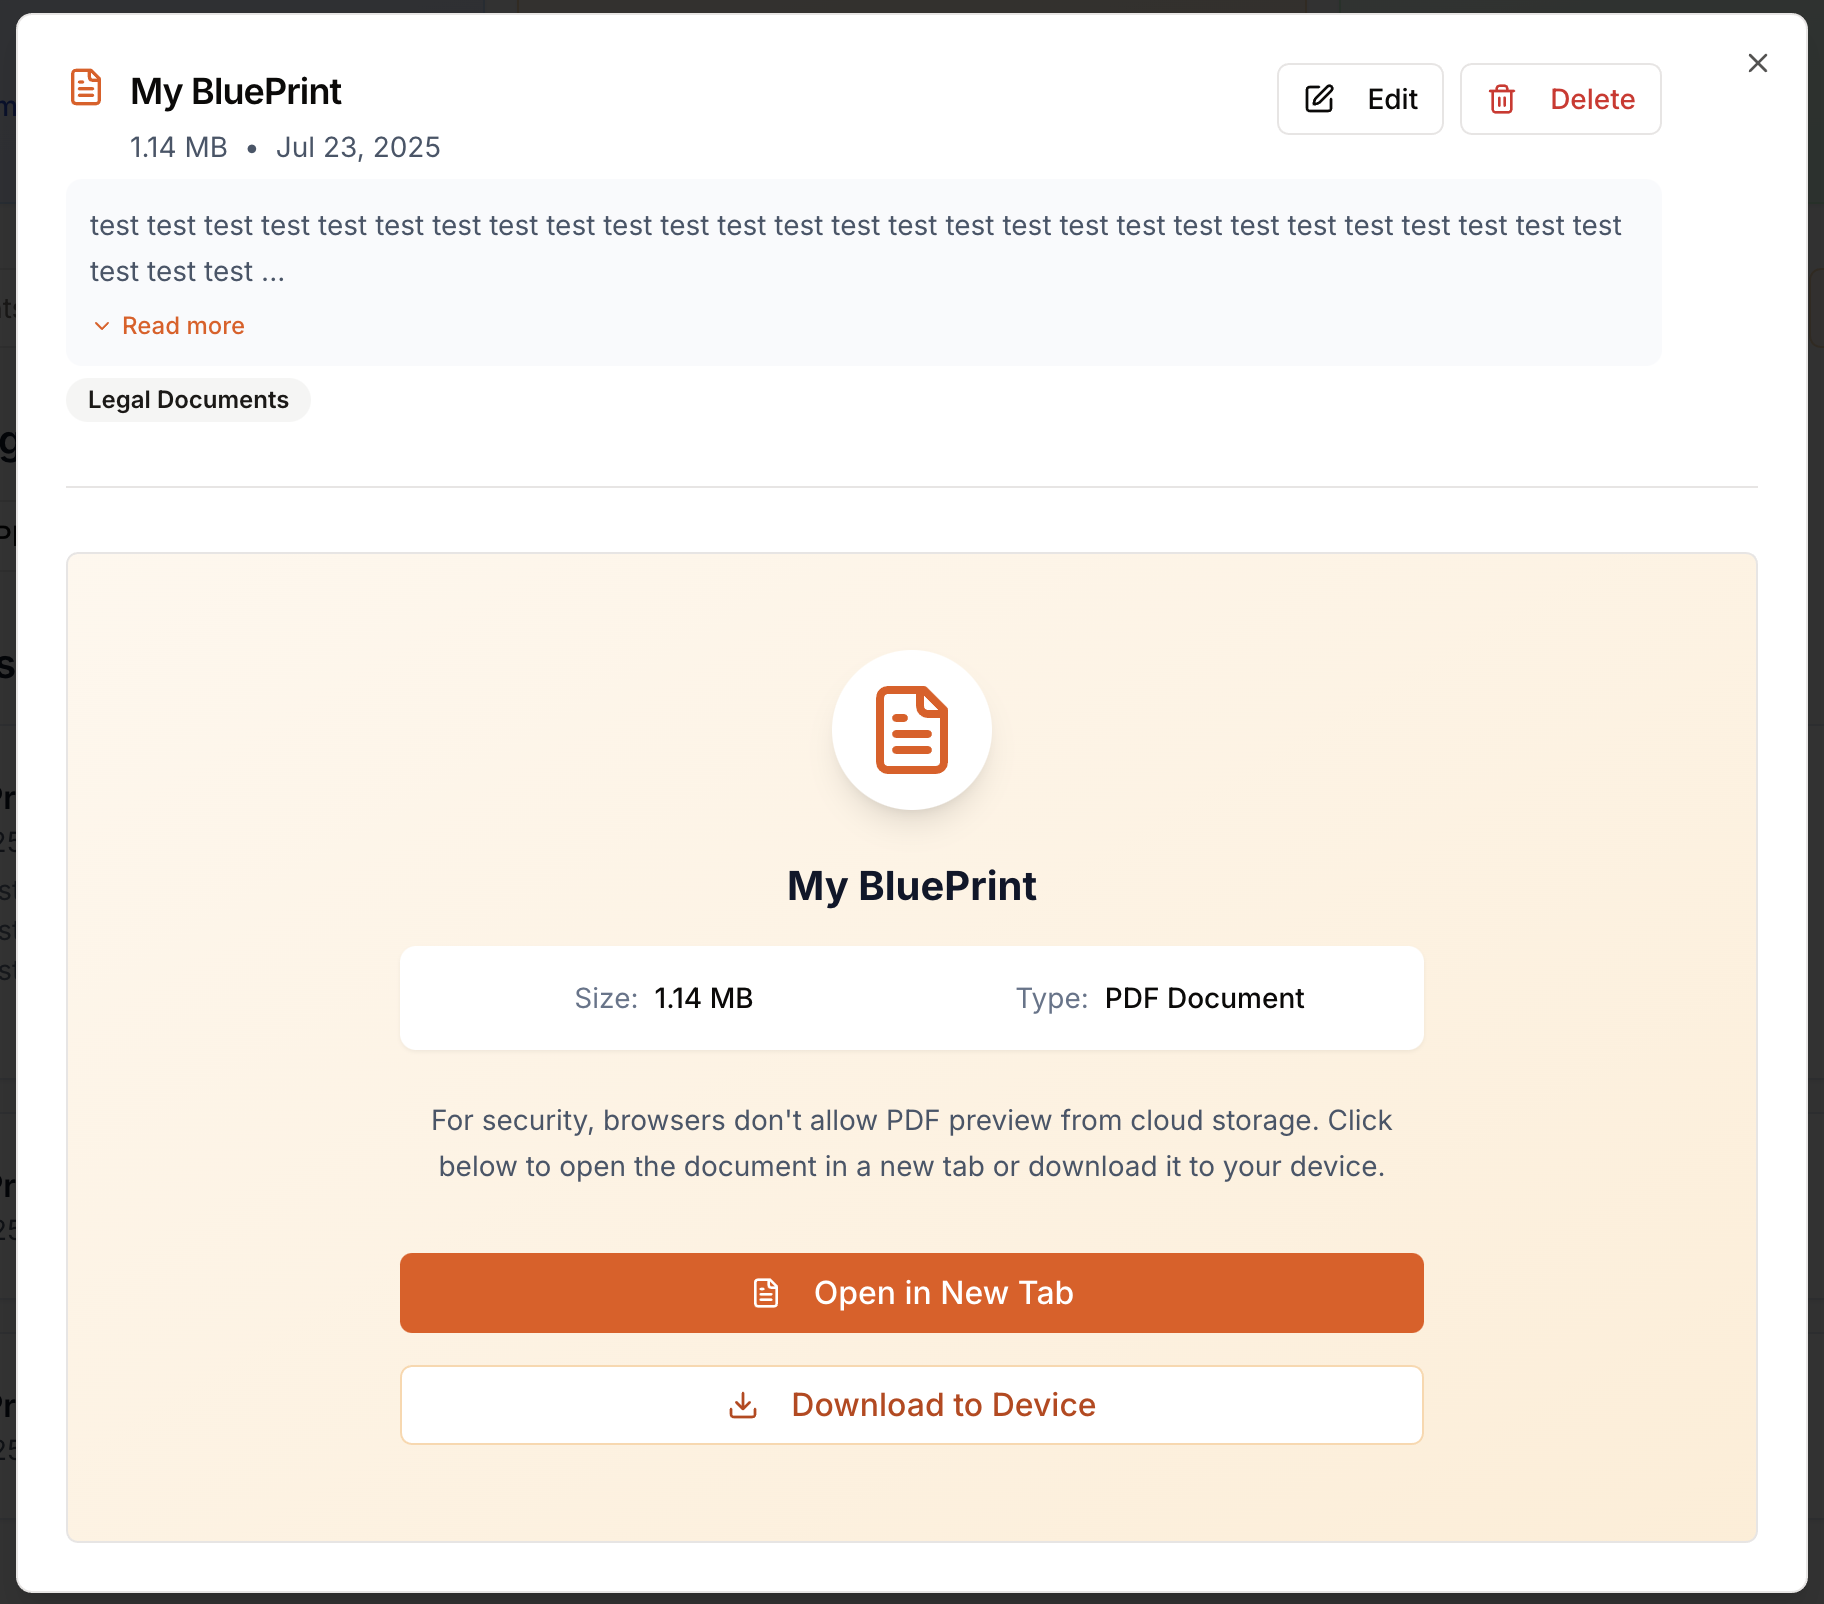 My BluePrint
Edit
Delete
1.14 MB • Jul 23, 2025
test test test test test test test test test test test test test test test test test test test test test test test test test test test
test test test ...
Read more
Legal Documents
My BluePrint
Size: 1.14 MB
Type: PDF Document
For security, browsers don't allow PDF preview from cloud storage. Click
below to open the document in a new tab or download it to your device.
Open in New Tab
Download to Device